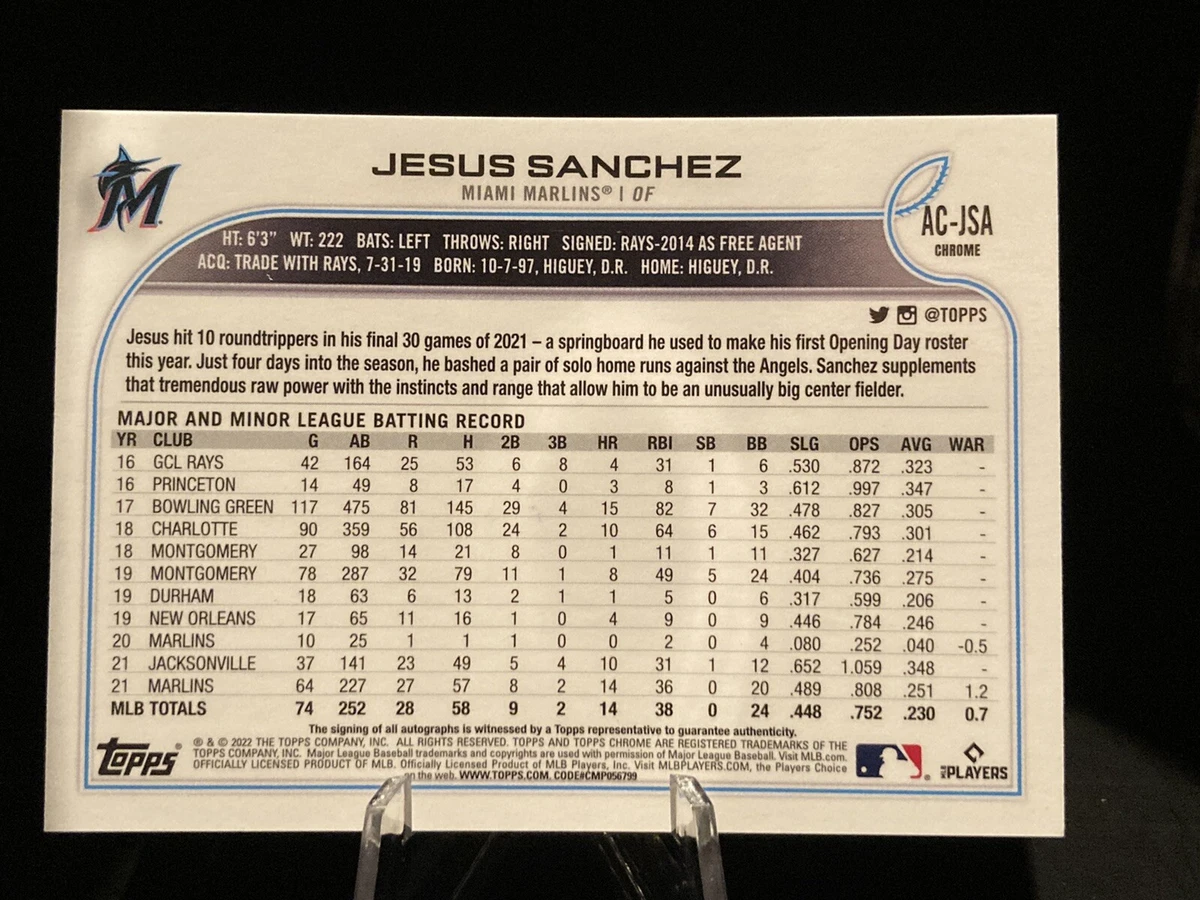 M
JESUS SANCHEZ
MIAMI MARLINS® | OF
AC-JSA
CHROME
HT: 6'3" WT: 222 BATS: LEFT THROWS: RIGHT SIGNED: RAYS-2014 AS FREE AGENT
ACQ: TRADE WITH RAYS, 7-31-19 BORN: 10-7-97, HIGUEY, D.R. HOME: HIGUEY, D.R.
@TOPPS
Jesus hit 10 roundtrippers in his final 30 games of 2021 – a springboard he used to make his first Opening Day roster
this year. Just four days into the season, he bashed a pair of solo home runs against the Angels. Sanchez supplements
that tremendous raw power with the instincts and range that allow him to be an unusually big center fielder.
MAJOR AND MINOR LEAGUE BATTING RECORD
YR CLUB G AB R H 2B 3B HR RBI SB BB SLG OPS AVG WAR
16 GCL RAYS 42 164 25 53 6 8 4 31 1 6 .530 .872 .323 -
16 PRINCETON 14 49 8 17 4 0 3 8 1 3 .612 .997 .347 -
17 BOWLING GREEN 117 475 81 145 29 4 15 82 7 32 .478 .827 .305 -
18 CHARLOTTE 90 359 56 108 24 2 10 64 6 15 .462 .793 .301 -
18 MONTGOMERY 27 98 14 21 8 0 1 11 1 11 .327 .627 .214 -
19 MONTGOMERY 78 287 32 79 11 1 8 49 5 24 .404 .736 .275 -
19 DURHAM 18 63 6 13 2 1 1 5 0 6 .317 .599 .206 -
19 NEW ORLEANS 17 65 11 16 1 0 4 9 0 9 .446 .784 .246 -
20 MARLINS 10 25 1 1 1 0 0 2 0 4 .080 .252 .040 -0.5
21 JACKSONVILLE 37 141 23 49 5 4 10 31 1 12 .652 1.059 .348 -
21 MARLINS 64 227 27 57 8 2 14 36 0 20 .489 .808 .251 1.2
MLB TOTALS 74 252 28 58 9 2 14 38 0 24 .448 .752 .230 0.7
The signing of all autographs is witnessed by a Topps representative to guarantee authenticity.
topps®
® & © 2022 THE TOPPS COMPANY, INC. ALL RIGHTS RESERVED. TOPPS AND TOPPS CHROME ARE REGISTERED TRADEMARKS OF THE
TOPPS COMPANY, INC. Major League Baseball trademarks and copyrights are used with permission of Major League Baseball. Visit MLB.com.
OFFICIALLY LICENSED PRODUCT OF MLB. Officially Licensed Product of MLB Players, Inc. Visit MLBPLAYERS.COM, the Players Choice
on the web. WWW.TOPPS.COM. CODE#CMP056799
PLAYERS